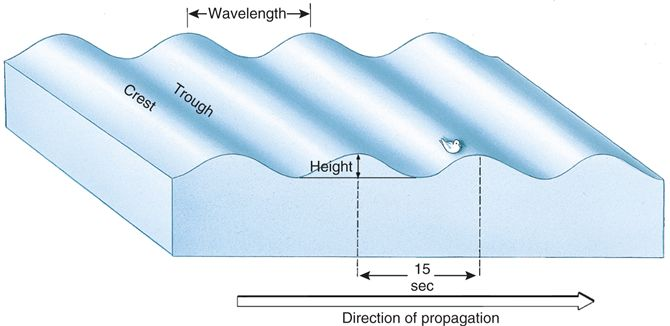 Wavelength
Crest
Trough
Height
15
sec
Direction of propagation